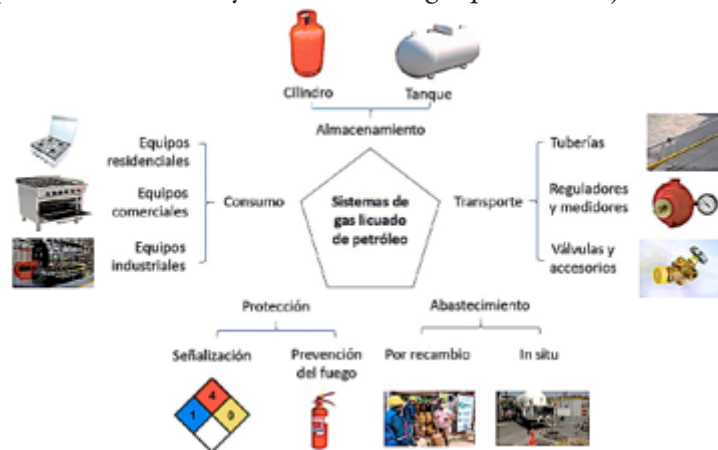 Cilindro
Tanque
Almacenamiento
Equipos
residenciales
Equipos
comerciales
Equipos
industriales
Consumo
Sistemas de
gas licuado
de petróleo
Transporte
Tuberías
Reguladores
y medidores
Válvulas y
accesorios
Protección
Señalización
Prevención
del fuego
4
1
Abastecimiento
Por recambio
In situ